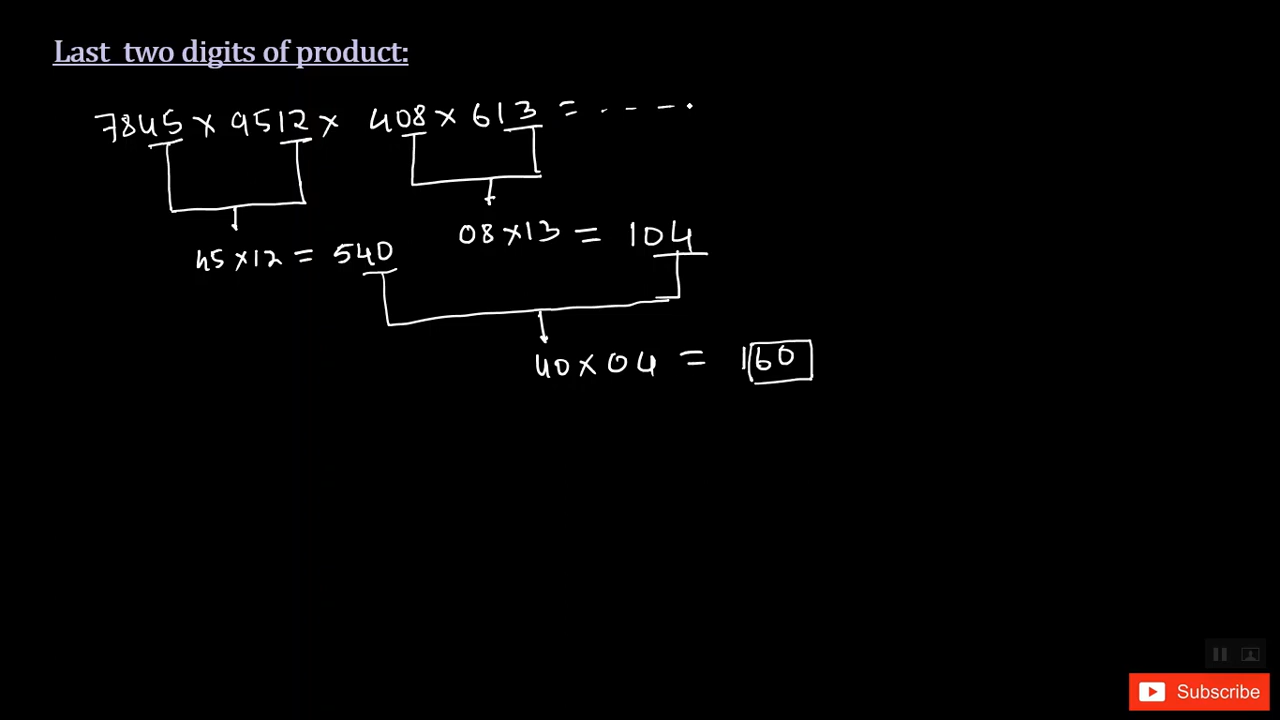 Last two digits of product:
7845 x 9512 x 408 x 613 = - - - -
08 x 13 = 104
45 x 12 = 540
40 x 04 = 160
Subscribe